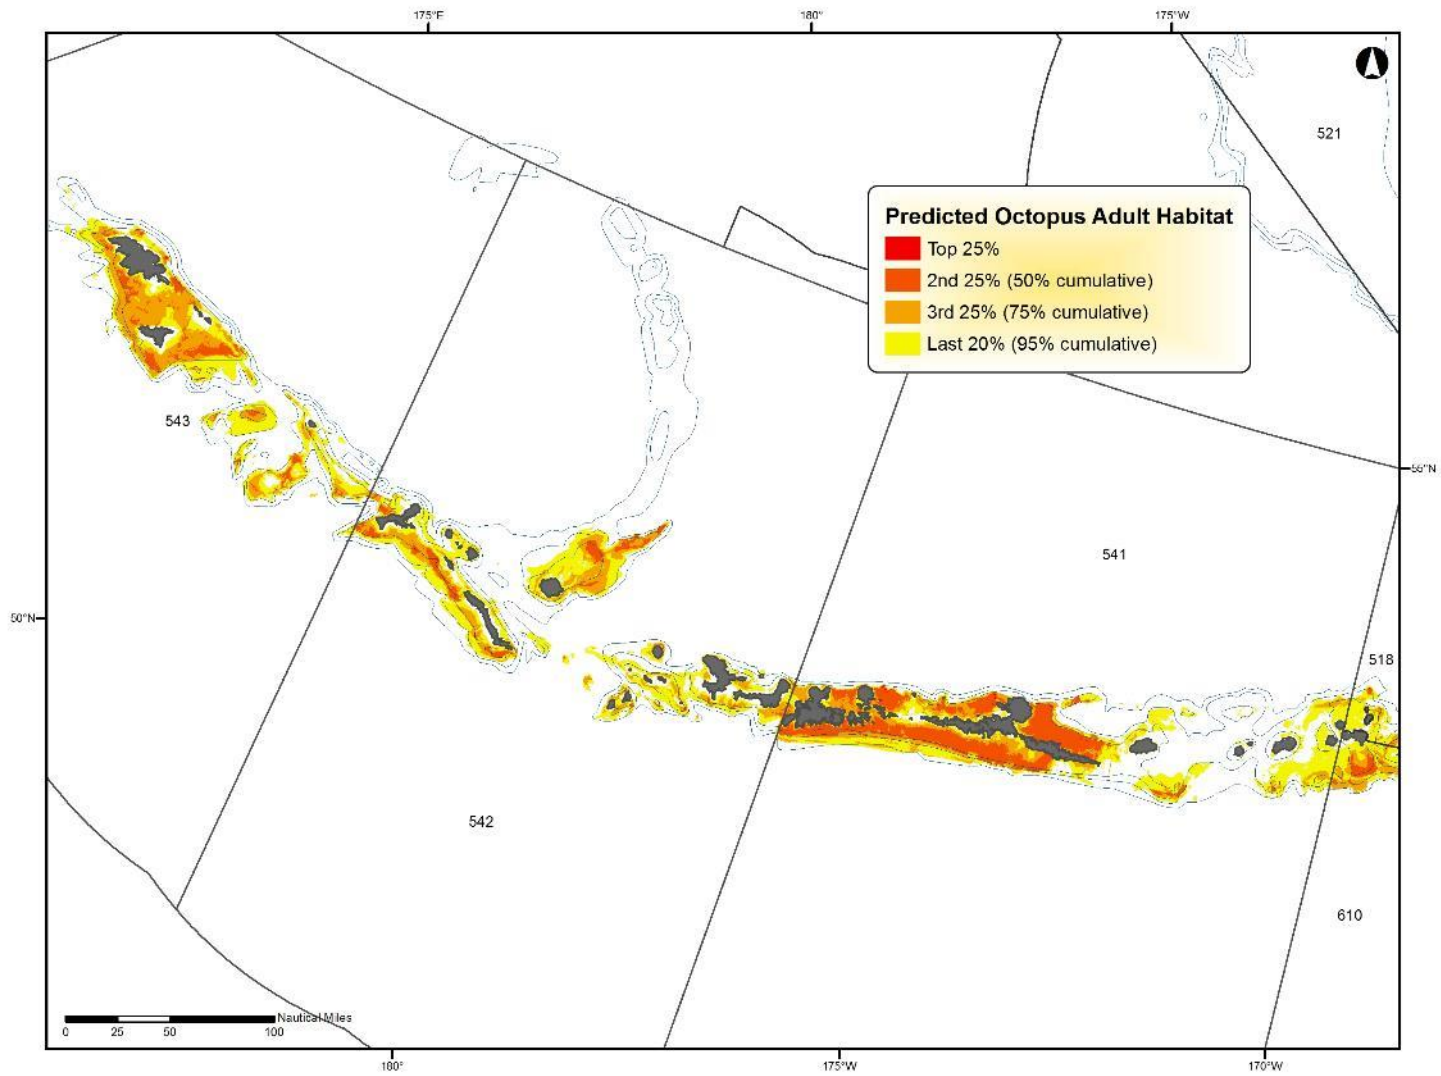 175°E 180° 175°W
521
Predicted Octopus Adult Habitat
Top 25%
2nd 25% (50% cumulative)
3rd 25% (75% cumulative)
Last 20% (95% cumulative)
543
55°N
541
50°N
518
542
610
Nautical Miles
0 25 50 100
180° 175°W 170°W